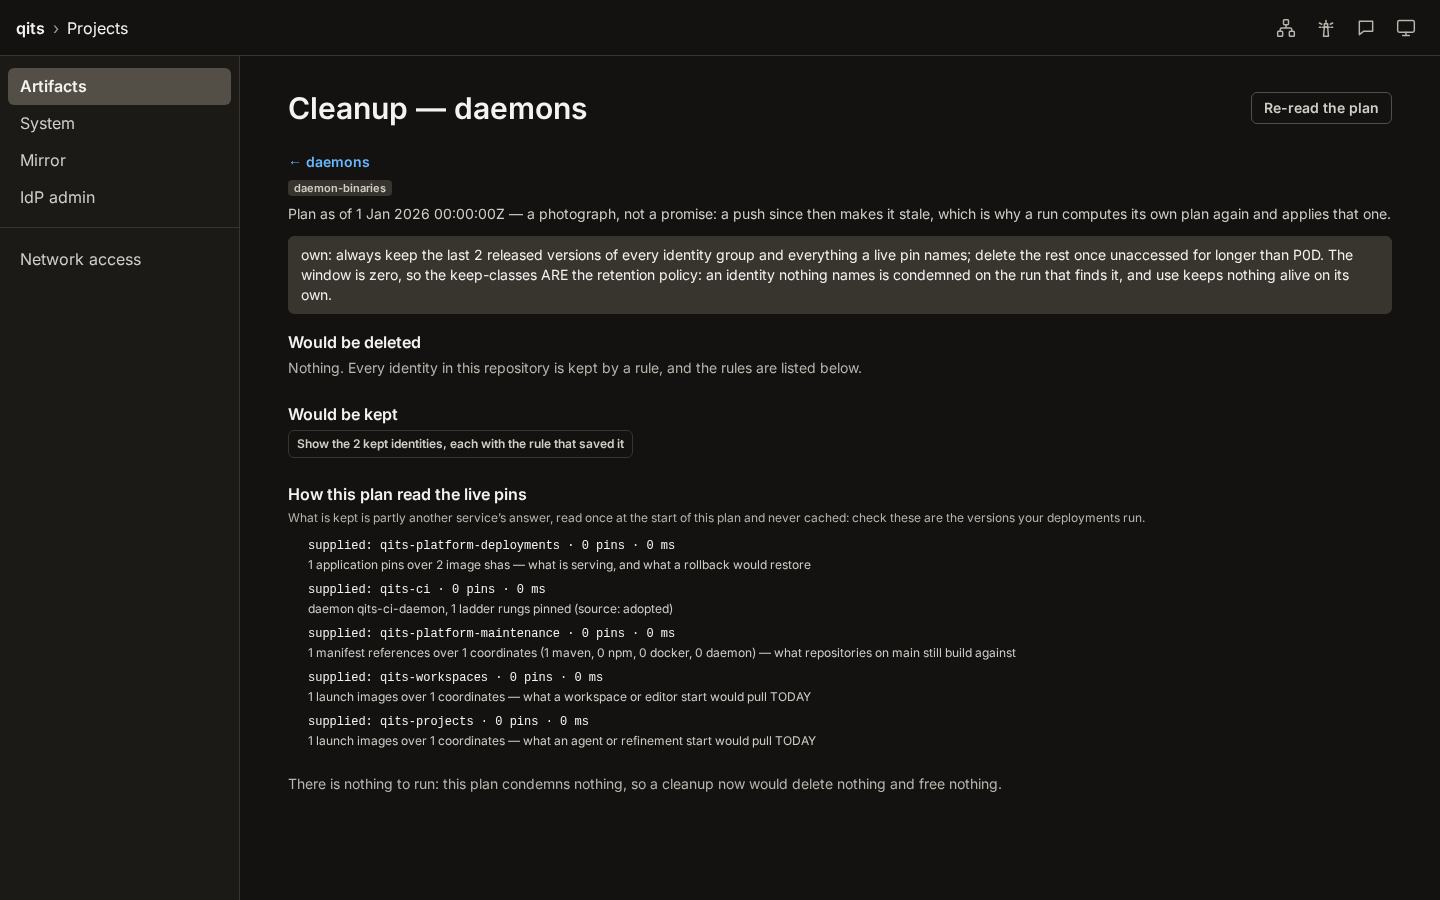 qits › Projects
Artifacts
System
Mirror
IdP admin
Network access
Cleanup — daemons
Re-read the plan
← daemons
daemon-binaries
Plan as of 1 Jan 2026 00:00:00Z — a photograph, not a promise: a push since then makes it stale, which is why a run computes its own plan again and applies that one.
own: always keep the last 2 released versions of every identity group and everything a live pin names; delete the rest once unaccessed for longer than P0D. The
window is zero, so the keep-classes ARE the retention policy: an identity nothing names is condemned on the run that finds it, and use keeps nothing alive on its
own.
Would be deleted
Nothing. Every identity in this repository is kept by a rule, and the rules are listed below.
Would be kept
Show the 2 kept identities, each with the rule that saved it
How this plan read the live pins
What is kept is partly another service's answer, read once at the start of this plan and never cached: check these are the versions your deployments run.
supplied: qits-platform-deployments · 0 pins · 0 ms
1 application pins over 2 image shas — what is serving, and what a rollback would restore
supplied: qits-ci · 0 pins · 0 ms
daemon qits-ci-daemon, 1 ladder rungs pinned (source: adopted)
supplied: qits-platform-maintenance · 0 pins · 0 ms
1 manifest references over 1 coordinates (1 maven, 0 npm, 0 docker, 0 daemon) — what repositories on main still build against
supplied: qits-workspaces · 0 pins · 0 ms
1 launch images over 1 coordinates — what a workspace or editor start would pull TODAY
supplied: qits-projects · 0 pins · 0 ms
1 launch images over 1 coordinates — what an agent or refinement start would pull TODAY
There is nothing to run: this plan condemns nothing, so a cleanup now would delete nothing and free nothing.